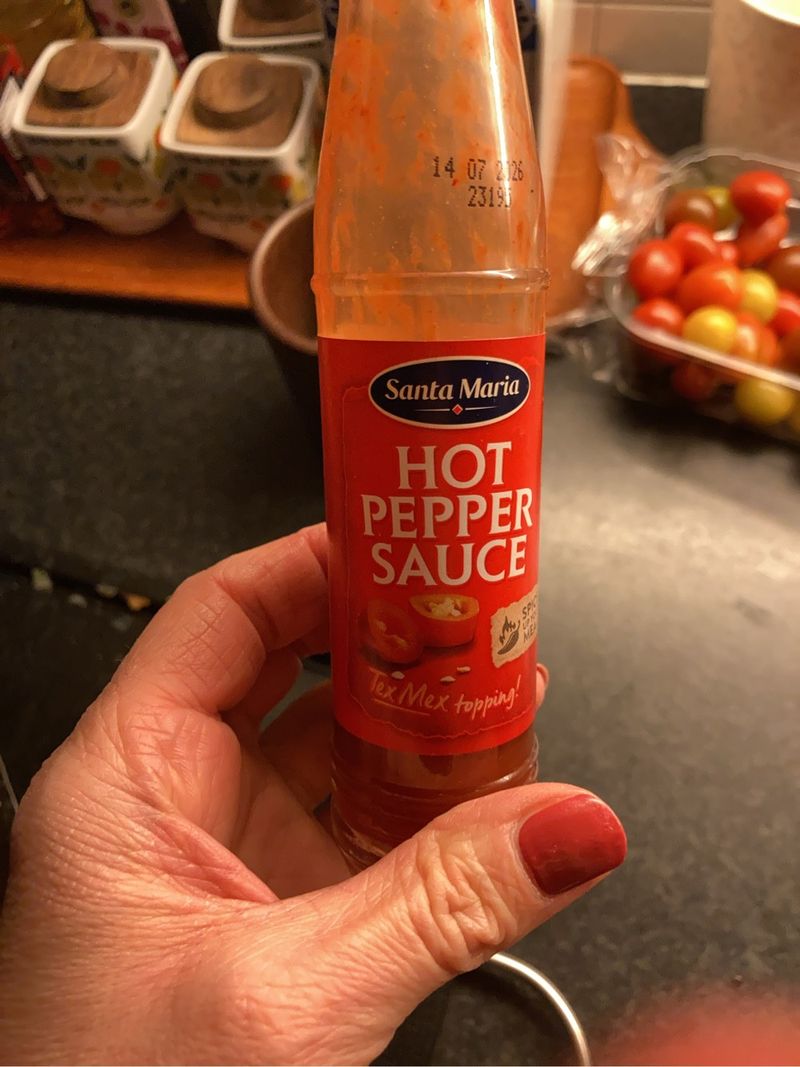 14 07 2026
23195
Santa Maria
HOT
PEPPER
SAUCE
Tex Mex topping!